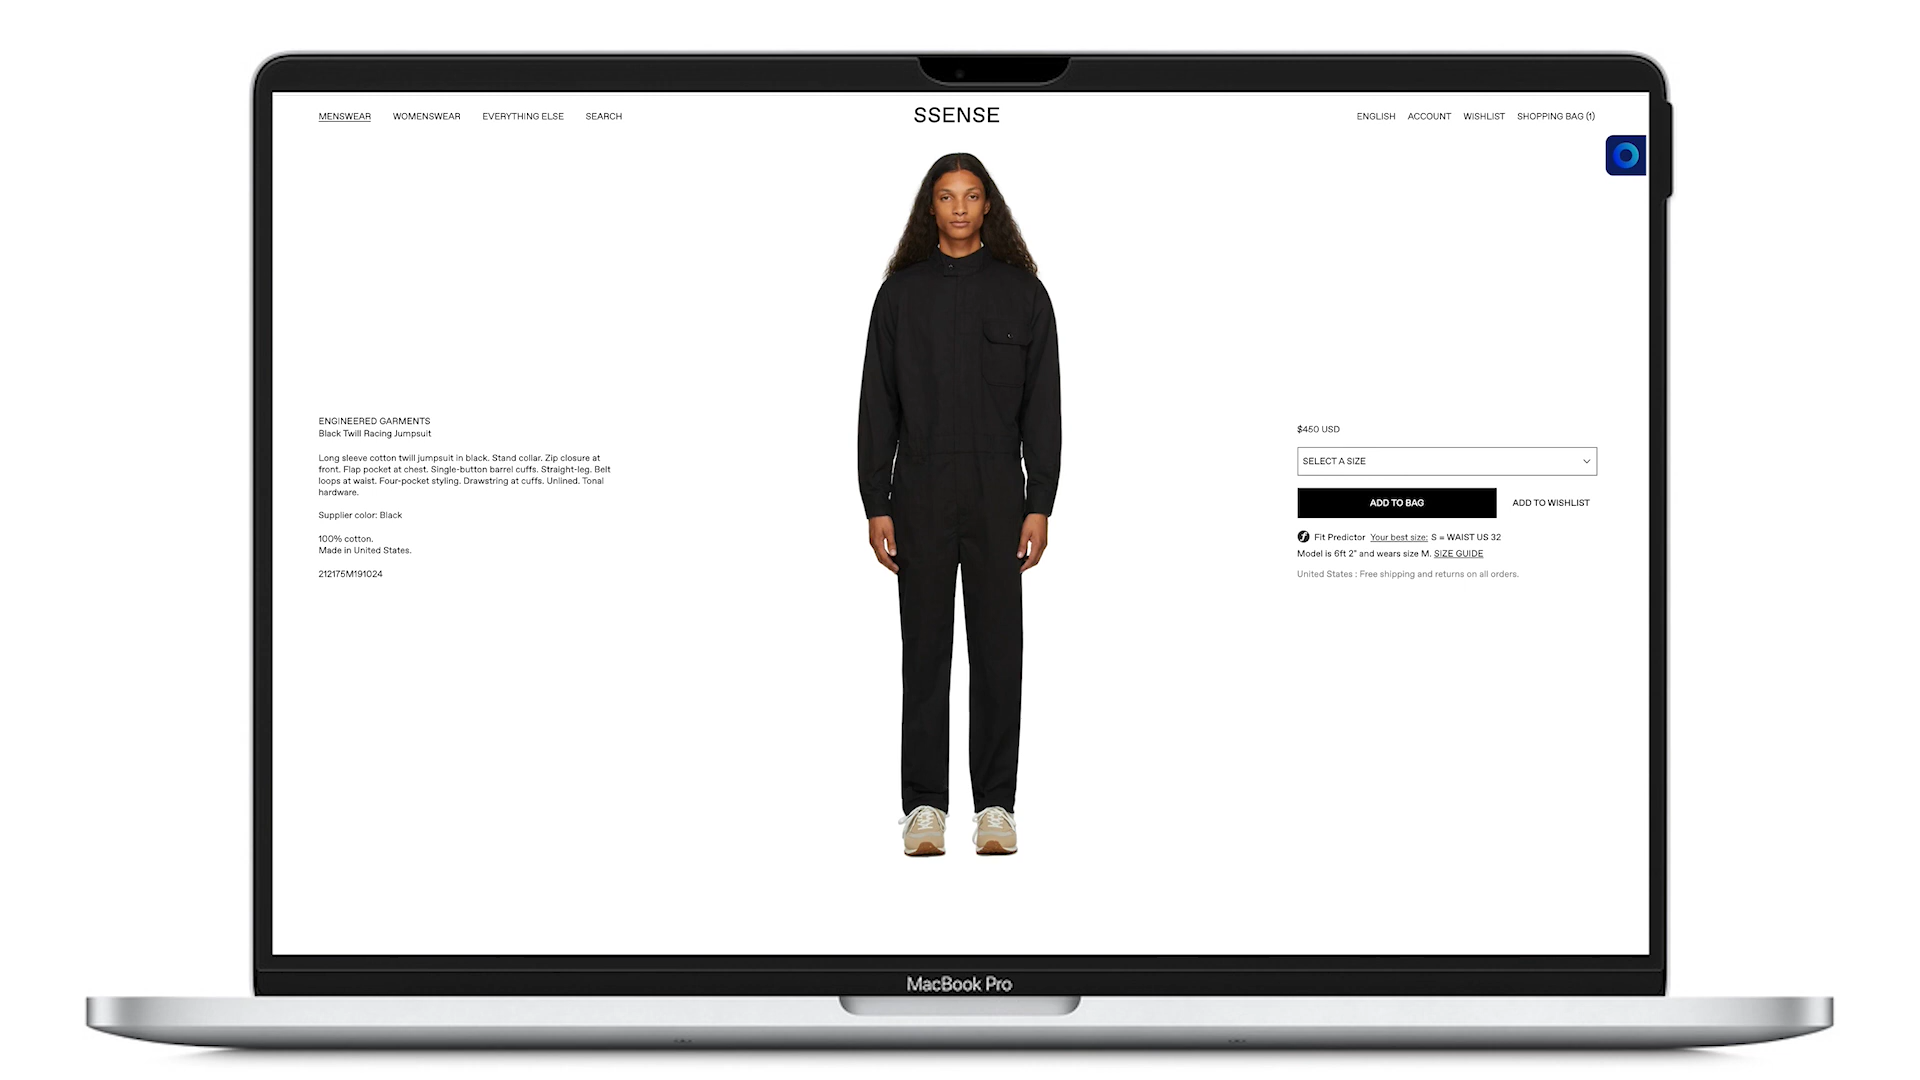 MENSWEAR WOMENSWEAR EVERYTHING ELSE SEARCH SSENSE ENGLISH ACCOUNT WISHLIST SHOPPING BAG (1)
ENGINEERED GARMENTS
Black Twill Racing Jumpsuit
Long sleeve cotton twill jumpsuit in black. Stand collar. Zip closure at
front. Flap pocket at chest. Single-button barrel cuffs. Straight-leg. Belt
loops at waist. Four-pocket styling. Drawstring at cuffs. Unlined. Tonal
hardware.
Supplier color: Black
100% cotton.
Made in United States.
212175M191024
$450 USD
SELECT A SIZE
ADD TO BAG ADD TO WISHLIST
Fit Predictor Your best size: S = WAIST US 32
Model is 6ft 2" and wears size M. SIZE GUIDE
United States : Free shipping and returns on all orders.
MacBook Pro